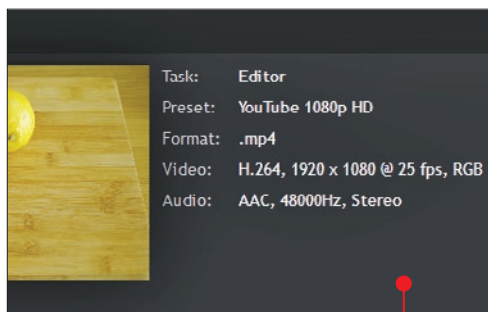 Task: Editor
Preset: YouTube 1080p HD
Format: .mp4
Video: H.264, 1920 x 1080 @ 25 fps, RGB
Audio: AAC, 48000Hz, Stereo